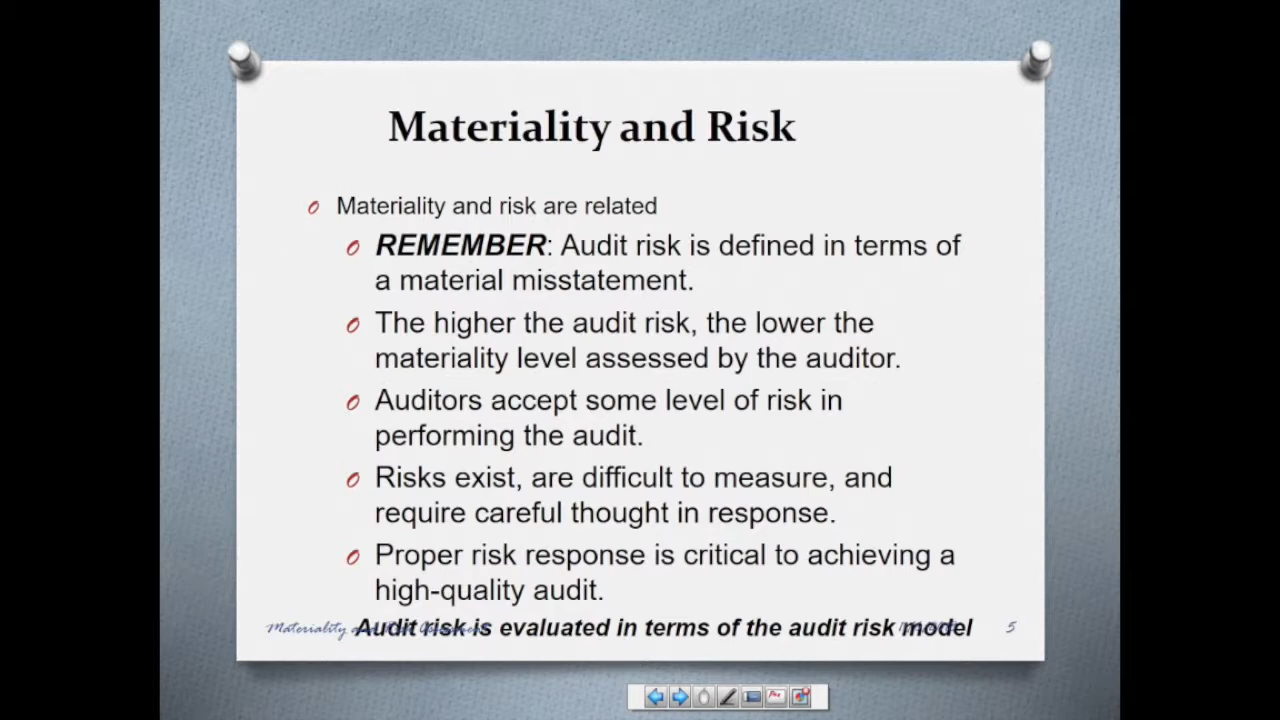 Materiality and Risk
Materiality and risk are related
REMEMBER: Audit risk is defined in terms of
a material misstatement.
The higher the audit risk, the lower the
materiality level assessed by the auditor.
Auditors accept some level of risk in
performing the audit.
Risks exist, are difficult to measure, and
require careful thought in response.
Proper risk response is critical to achieving a
high-quality audit.
Audit risk is evaluated in terms of the audit risk model
Materiality and
5